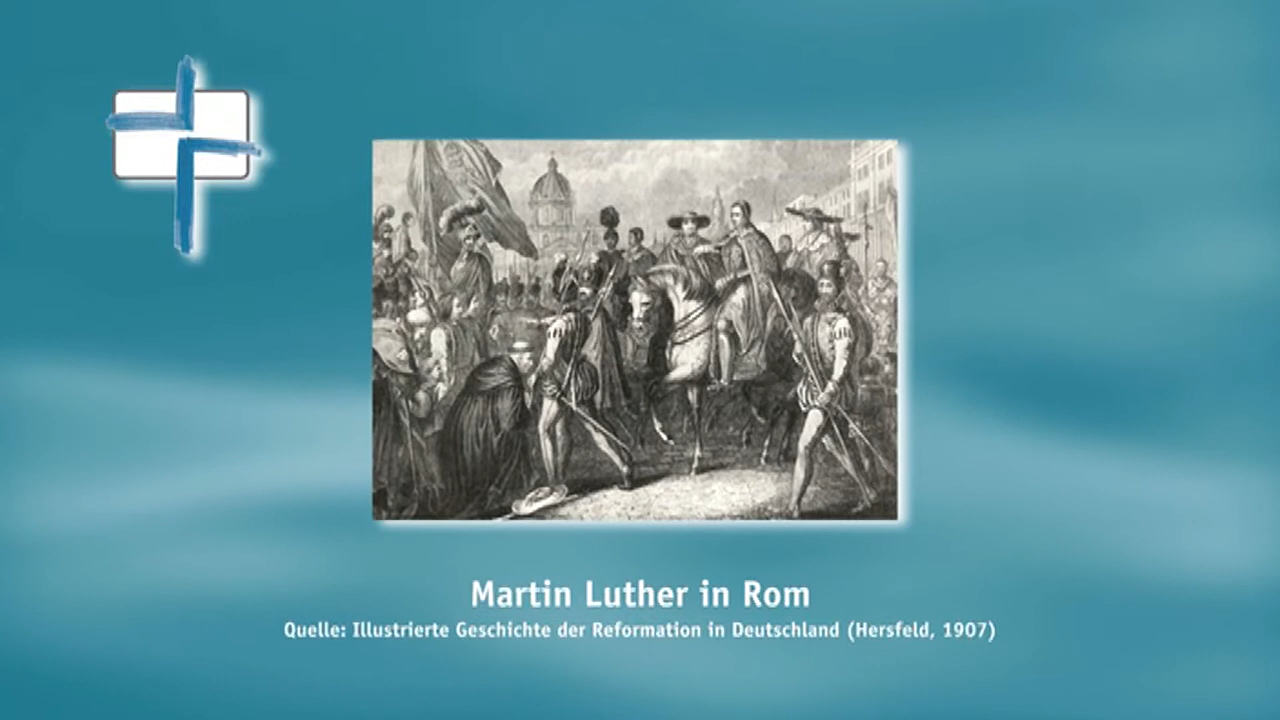 Martin Luther in Rom
Quelle: Illustrierte Geschichte der Reformation in Deutschland (Hersfeld, 1907)